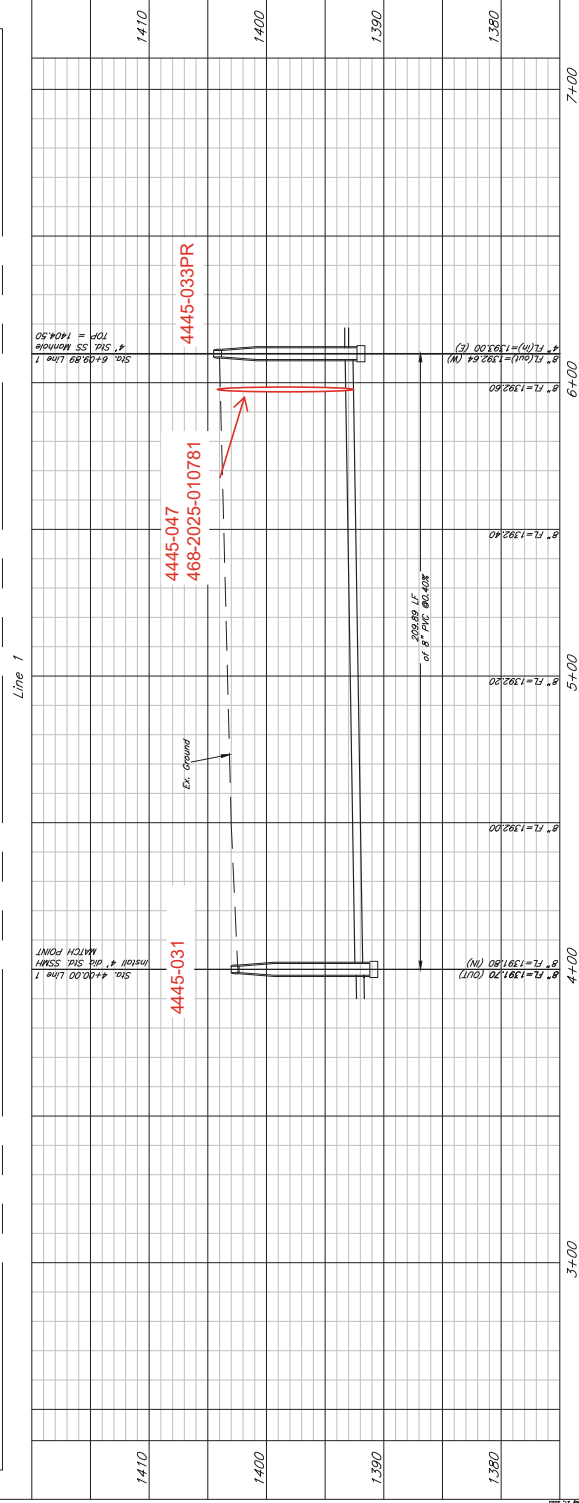 Line 1
1410
1400
1390
1380
1410
1400
1390
1380
3+00
4+00
5+00
6+00
7+00
Sta. 4+00.00 Line 1
Install 4' dia Std. SSMH
MATCH POINT
4445-031
8" FL=1391.70 (OUT)
8" FL=1391.80 (IN)
8" FL=1392.00
8" FL=1392.20
8" FL=1392.40
8" FL=1392.60
Ex. Ground
209.89 LF
of 8" PVC @0.40%
4445-047
468-2025-010781
4445-033PR
Sta. 6+09.89 Line 1
4' Std. SS Manhole
TOP = 1404.50
8" FL(out)=1392.64 (W)
4" FL(in)=1393.00 (E)